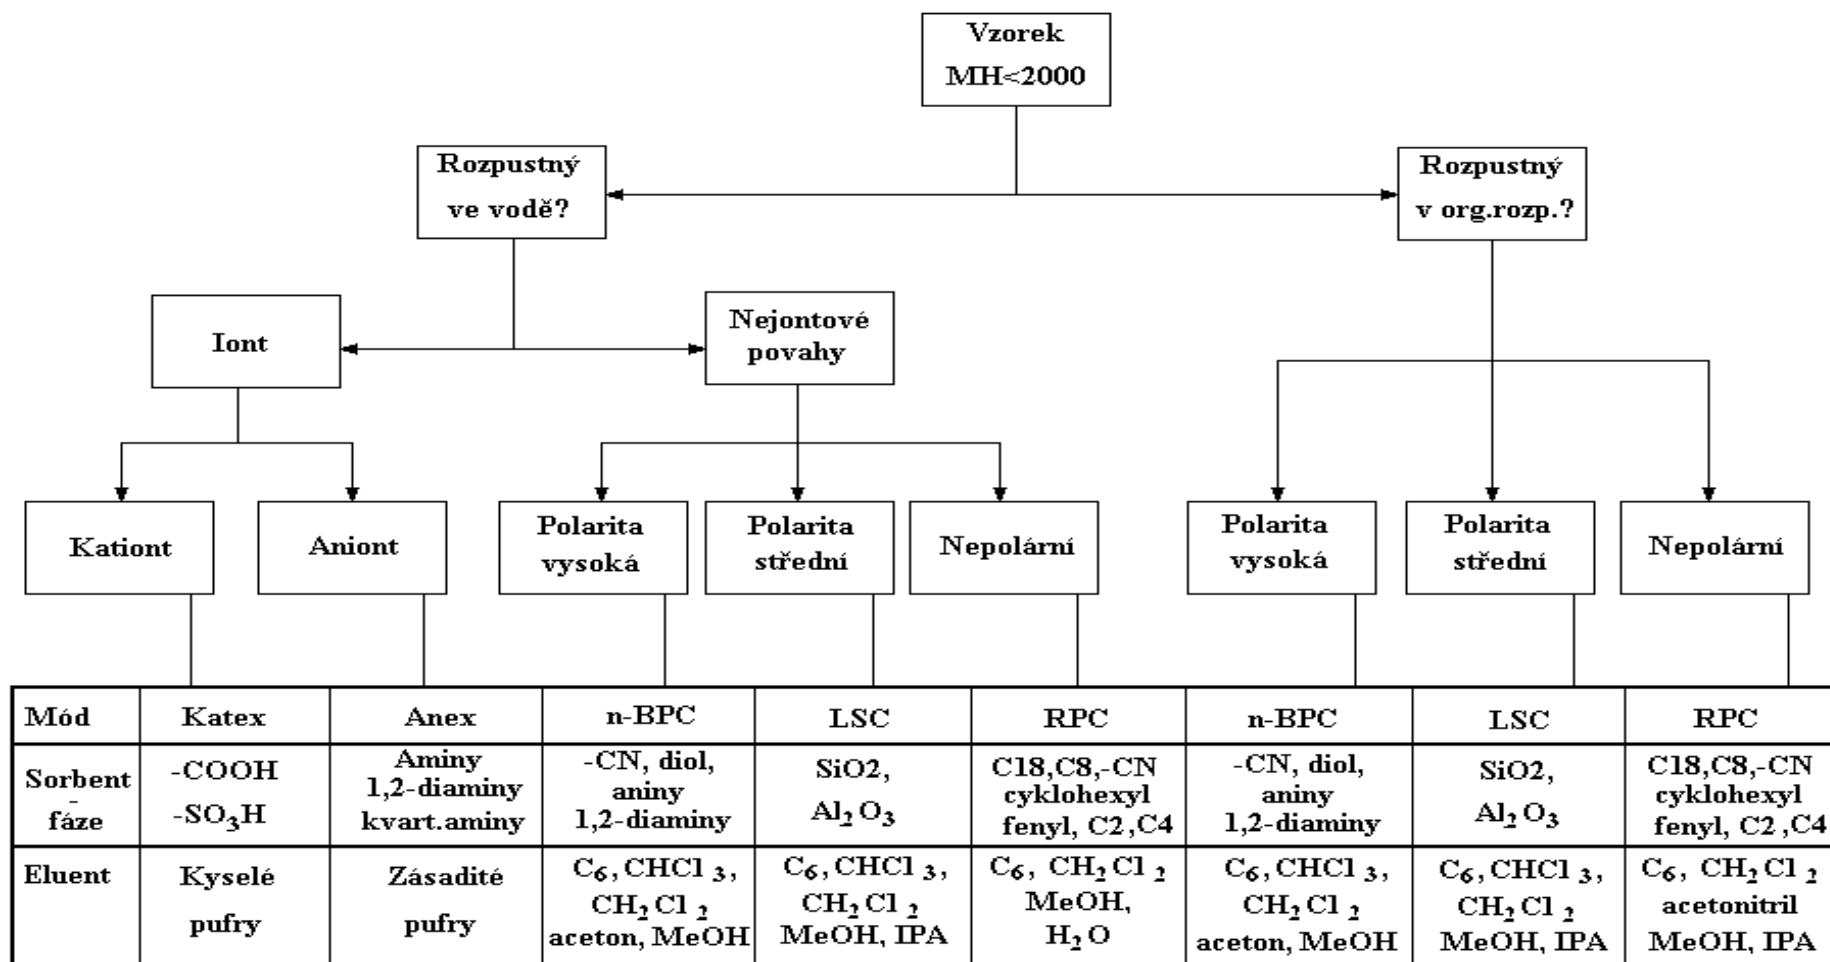 Vzorek
MH<2000
Rozpustný
ve vodě?
Rozpustný
v org.rozp.?
Iont
Nejontové
povahy
Kationt
Aniont
Polarita
vysoká
Polarita
střední
Nepolární
Polarita
vysoká
Polarita
střední
Nepolární
Mód
Katex
Anex
n-BPC
LSC
RPC
n-BPC
LSC
RPC
Sorbent
-
fáze
-COOH
-SO₃H
Aminy
1,2-diaminy
kvart.aminy
-CN, diol,
aniny
1,2-diaminy
SiO2,
Al₂O₃
C18,C8,-CN
cyklohexyl
fenyl, C2,C4
-CN, diol,
aniny
1,2-diaminy
SiO2,
Al₂O₃
C18,C8,-CN
cyklohexyl
fenyl, C2,C4
Eluent
Kyselé
pufry
Zásadité
pufry
C₆,CHCl₃,
CH₂Cl₂
aceton, MeOH
C₆,CHCl₃,
CH₂Cl₂
MeOH, IPA
C₆, CH₂Cl₂
MeOH,
H₂O
C₆,CHCl₃,
CH₂Cl₂
aceton, MeOH
C₆,CHCl₃,
CH₂Cl₂
MeOH, IPA
C₆, CH₂Cl₂
acetonitril
MeOH, IPA